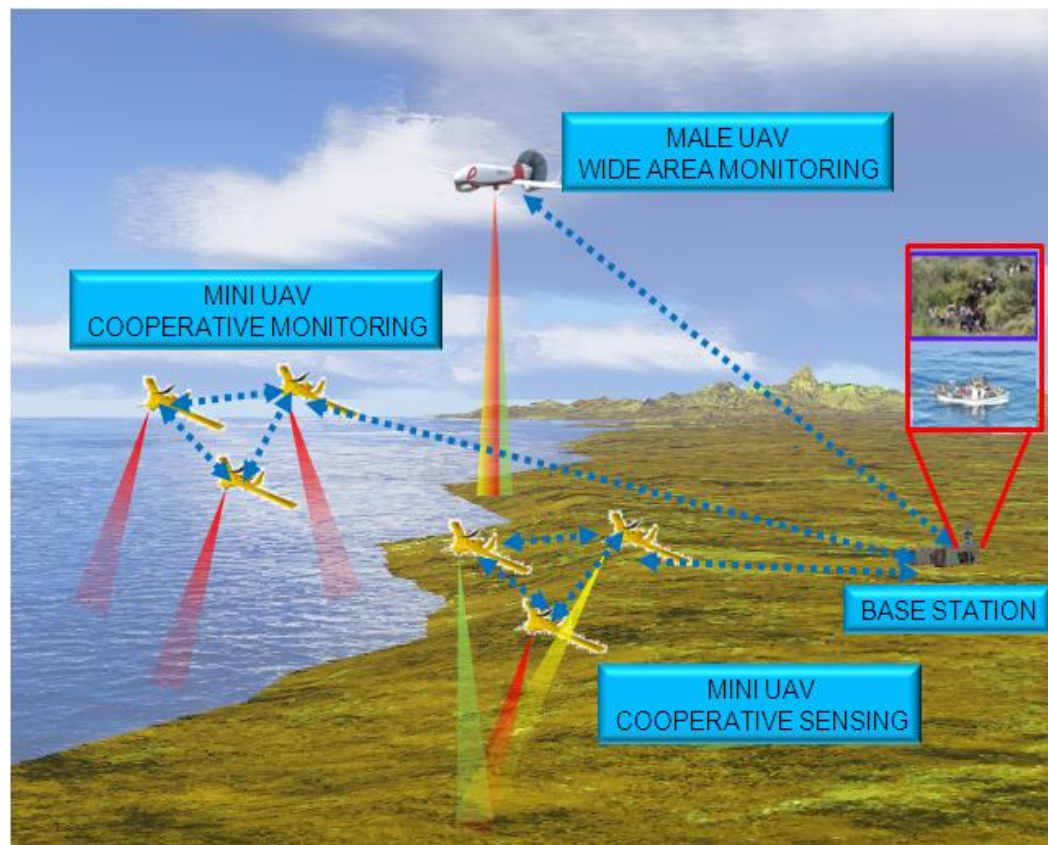 MALE UAV
WIDE AREA MONITORING
MINI UAV
COOPERATIVE MONITORING
BASE STATION
MINI UAV
COOPERATIVE SENSING